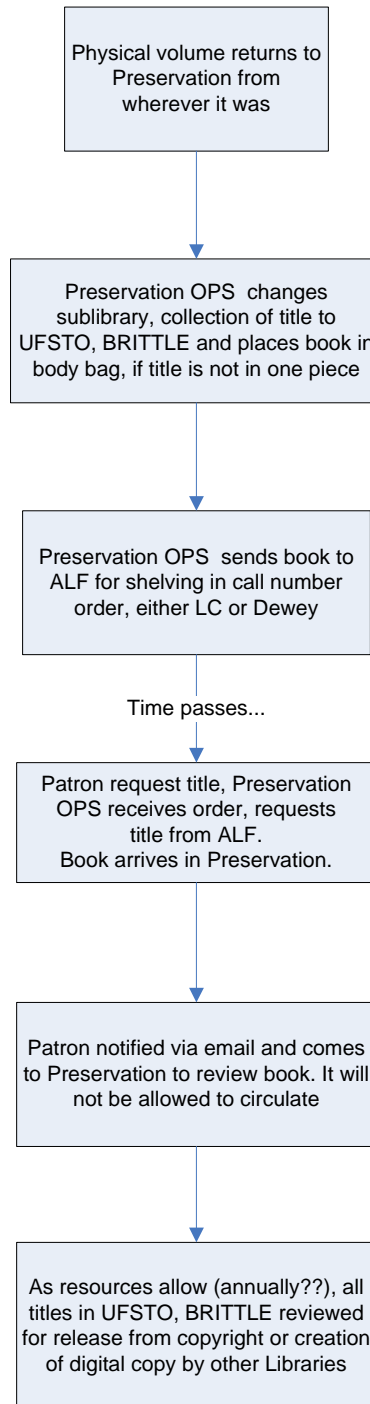 Physical volume returns to
Preservation from
wherever it was
Preservation OPS  changes
sublibrary, collection of title to
UFSTO, BRITTLE and places book in
body bag, if title is not in one piece
Preservation OPS  sends book to
ALF for shelving in call number
order, either LC or Dewey
Time passes...
Patron request title, Preservation
OPS receives order, requests
title from ALF.
Book arrives in Preservation.
Patron notified via email and comes
to Preservation to review book. It will
not be allowed to circulate
As resources allow (annually??), all
titles in UFSTO, BRITTLE reviewed
for release from copyright or creation
of digital copy by other Libraries